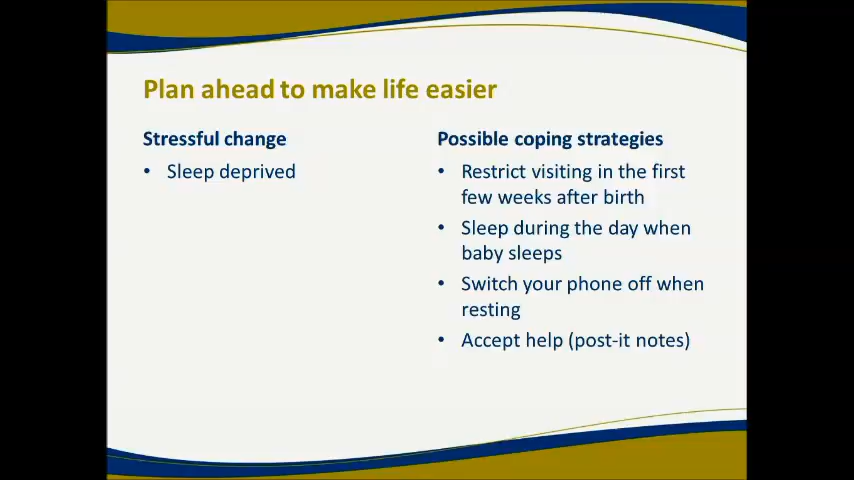 Plan ahead to make life easier
Stressful change
• Sleep deprived
Possible coping strategies
• Restrict visiting in the first
few weeks after birth
• Sleep during the day when
baby sleeps
• Switch your phone off when
resting
• Accept help (post-it notes)